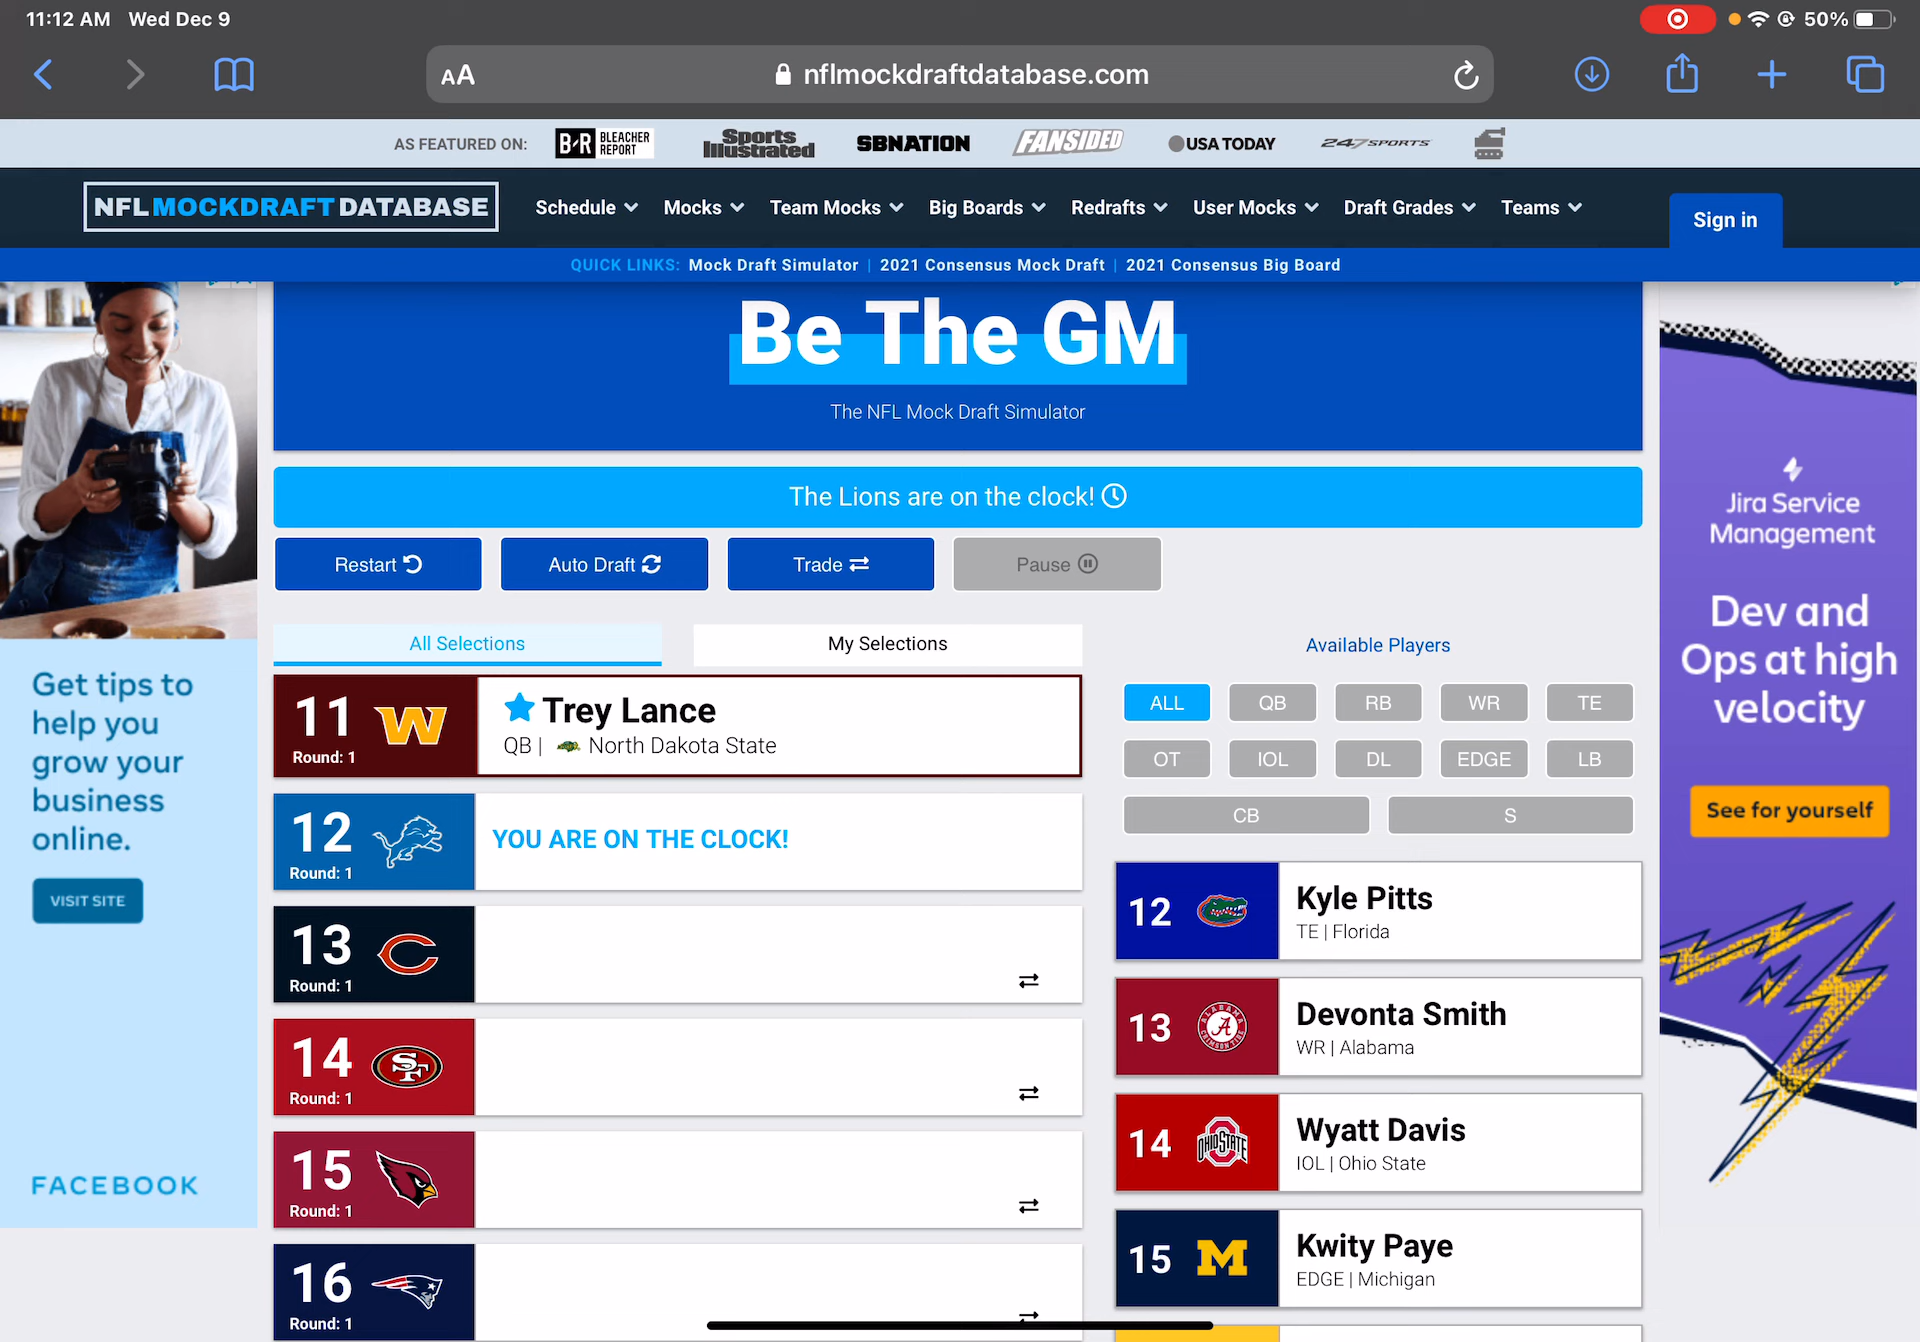 11:12 AM Wed Dec 9
50%
AA
nflmockdraftdatabase.com
AS FEATURED ON:
B/R BLEACHER REPORT
Sports Illustrated
SBNATION
FANSIDED
USA TODAY
247SPORTS
NFL MOCKDRAFT DATABASE
Schedule
Mocks
Team Mocks
Big Boards
Redrafts
User Mocks
Draft Grades
Teams
Sign in
QUICK LINKS: Mock Draft Simulator | 2021 Consensus Mock Draft | 2021 Consensus Big Board
Be The GM
The NFL Mock Draft Simulator
The Lions are on the clock!
Restart
Auto Draft
Trade
Pause
All Selections
My Selections
11
Round: 1
W
Trey Lance
QB | North Dakota State
12
Round: 1
YOU ARE ON THE CLOCK!
13
Round: 1
C
14
Round: 1
SF
15
Round: 1
16
Round: 1
Available Players
ALL
QB
RB
WR
TE
OT
IOL
DL
EDGE
LB
CB
S
12
Kyle Pitts
TE | Florida
13
ALABAMA
A
CRIMSON TIDE
Devonta Smith
WR | Alabama
14
OHIO STATE
Wyatt Davis
IOL | Ohio State
15
M
Kwity Paye
EDGE | Michigan
Get tips to
help you
grow your
business
online.
VISIT SITE
FACEBOOK
Jira Service
Management
Dev and
Ops at high
velocity
See for yourself